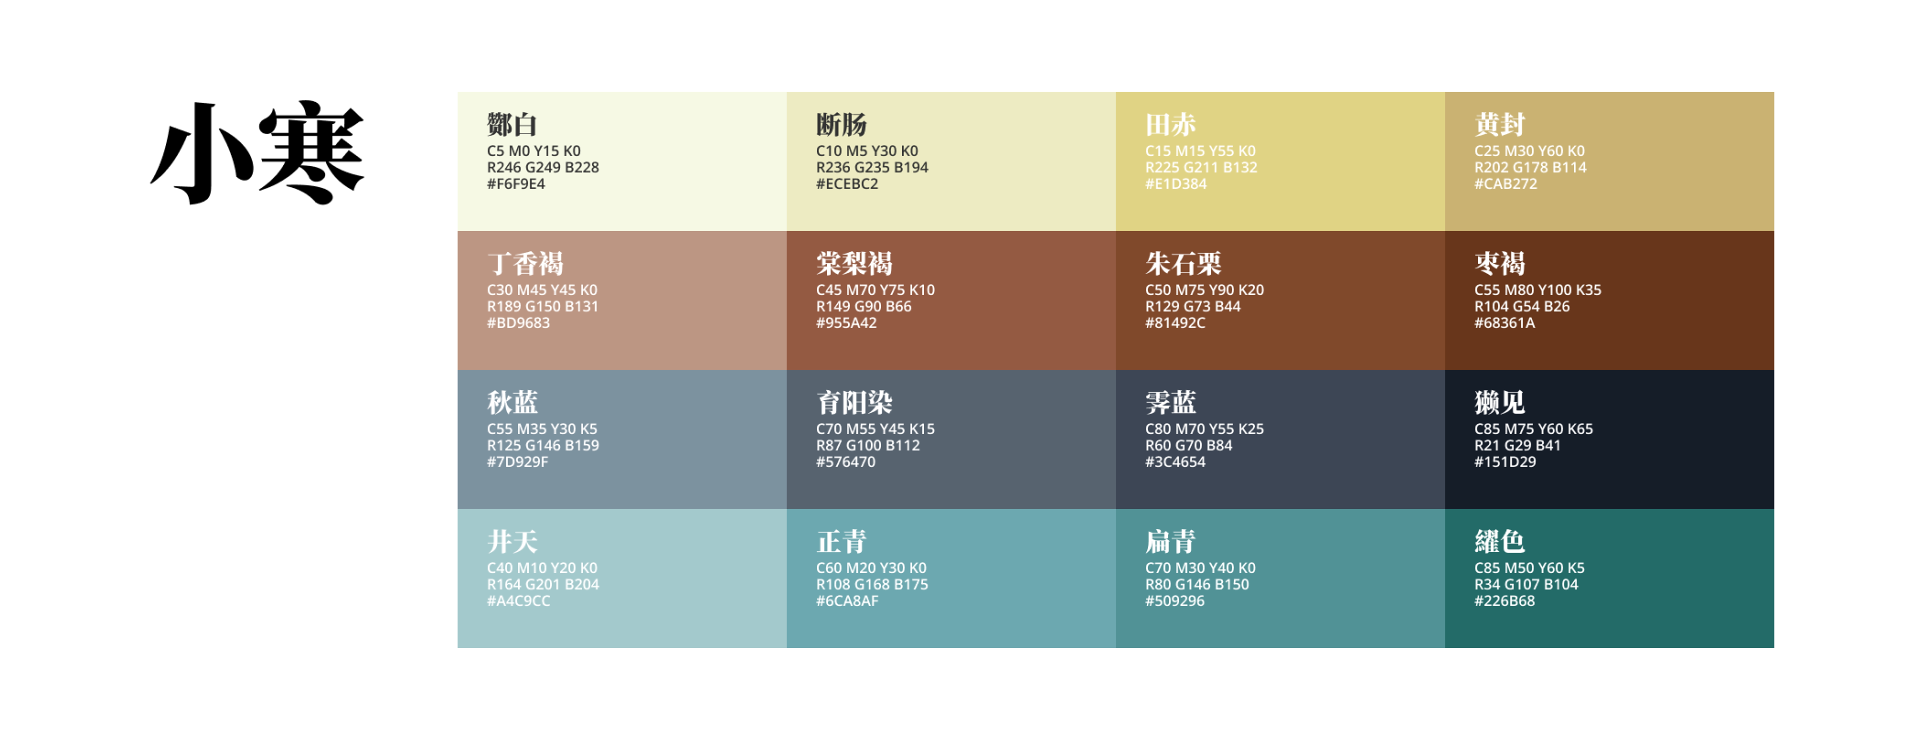 小寒
酂白
C5 M0 Y15 K0
R246 G249 B228
#F6F9E4
断肠
C10 M5 Y30 K0
R236 G235 B194
#ECEBC2
田赤
C15 M15 Y55 K0
R225 G211 B132
#E1D384
黄封
C25 M30 Y60 K0
R202 G178 B114
#CAB272
丁香褐
C30 M45 Y45 K0
R189 G150 B131
#BD9683
棠梨褐
C45 M70 Y75 K10
R149 G90 B66
#955A42
朱石栗
C50 M75 Y90 K20
R129 G73 B44
#81492C
枣褐
C55 M80 Y100 K35
R104 G54 B26
#68361A
秋蓝
C55 M35 Y30 K5
R125 G146 B159
#7D929F
育阳染
C70 M55 Y45 K15
R87 G100 B112
#576470
霁蓝
C80 M70 Y55 K25
R60 G70 B84
#3C4654
獭见
C85 M75 Y60 K65
R21 G29 B41
#151D29
井天
C40 M10 Y20 K0
R164 G201 B204
#A4C9CC
正青
C60 M20 Y30 K0
R108 G168 B175
#6CA8AF
扁青
C70 M30 Y40 K0
R80 G146 B150
#509296
䌦色
C85 M50 Y60 K5
R34 G107 B104
#226B68